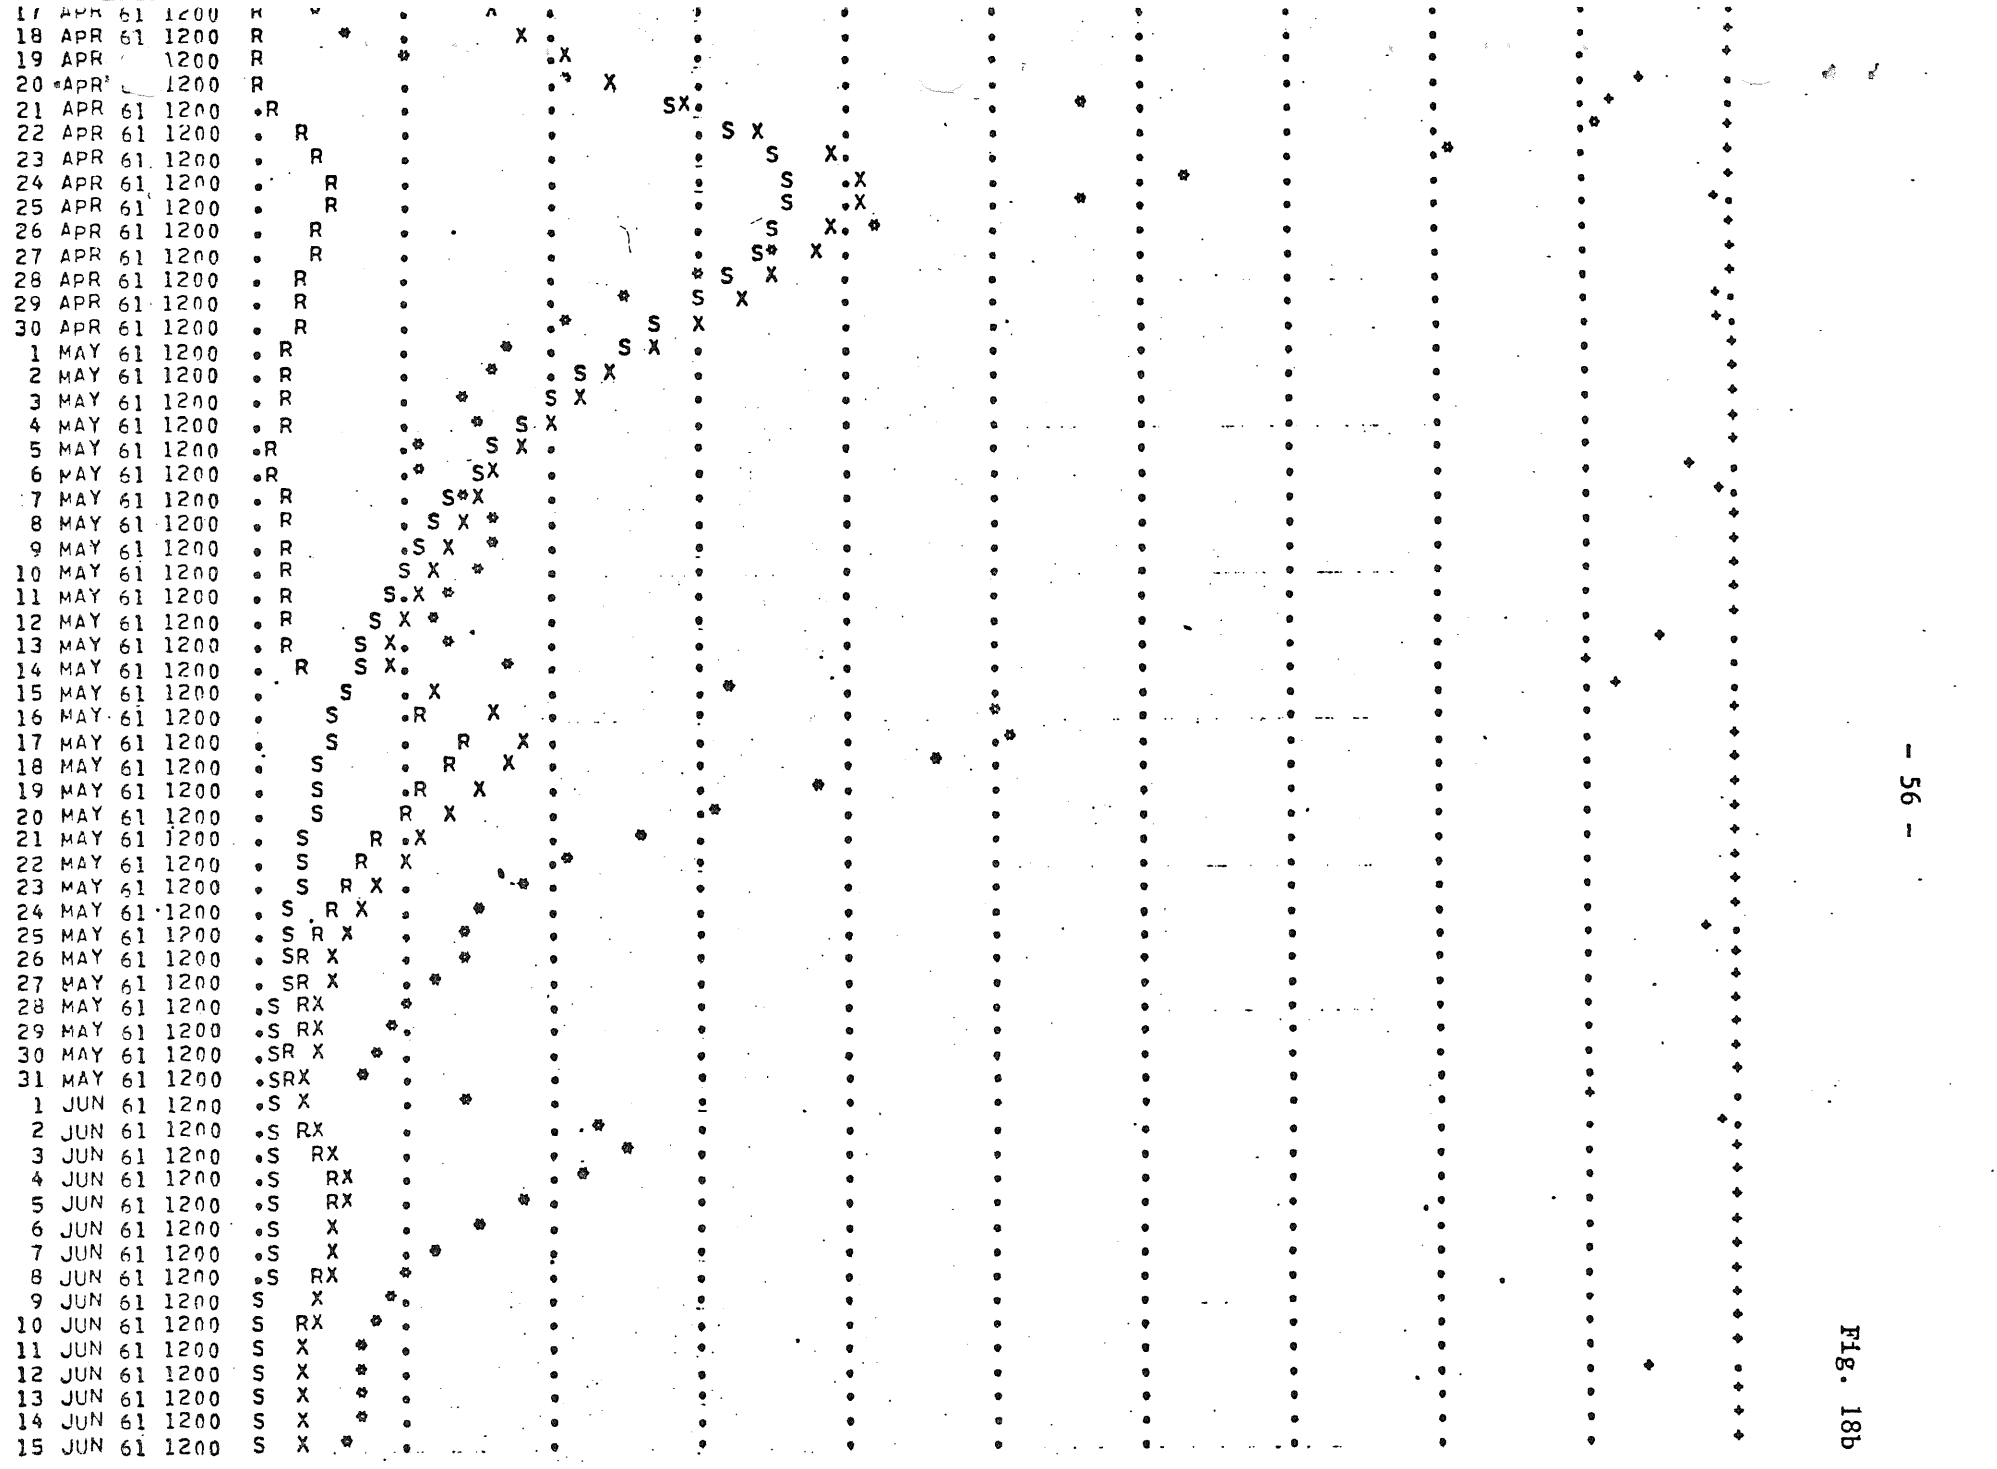 17 APR 61 1200 R * X
18 APR 61 1200 R * X
19 APR 1200 R * X
20 APR 1200 R * X +
21 APR 61 1200 R SX * +
22 APR 61 1200 R S X * +
23 APR 61 1200 R S X * +
24 APR 61 1200 R S X * +
25 APR 61 1200 R S X * +
26 APR 61 1200 R S X * +
27 APR 61 1200 R S* X +
28 APR 61 1200 R * S X +
29 APR 61 1200 R * S X +
30 APR 61 1200 R * S X +
1 MAY 61 1200 R * S X +
2 MAY 61 1200 R * S X +
3 MAY 61 1200 R * S X +
4 MAY 61 1200 R * S X +
5 MAY 61 1200 R * S X +
6 MAY 61 1200 R * SX +
7 MAY 61 1200 R S*X +
8 MAY 61 1200 R S X * +
9 MAY 61 1200 R S X * +
10 MAY 61 1200 R S X * +
11 MAY 61 1200 R S X * +
12 MAY 61 1200 R S X * +
13 MAY 61 1200 R S X * +
14 MAY 61 1200 R S X * +
15 MAY 61 1200 S X * +
16 MAY 61 1200 S R X * +
17 MAY 61 1200 S R X * +
18 MAY 61 1200 S R X * +
19 MAY 61 1200 S R X * +
20 MAY 61 1200 S R X * +
21 MAY 61 1200 S R X * +
22 MAY 61 1200 S R X * +
23 MAY 61 1200 S R X * +
24 MAY 61 1200 S R X * +
25 MAY 61 1200 S R X * +
26 MAY 61 1200 SR X * +
27 MAY 61 1200 SR X * +
28 MAY 61 1200 S RX * +
29 MAY 61 1200 S RX * +
30 MAY 61 1200 SR X * +
31 MAY 61 1200 SRX * +
1 JUN 61 1200 S X * +
2 JUN 61 1200 S RX * +
3 JUN 61 1200 S RX * +
4 JUN 61 1200 S RX * +
5 JUN 61 1200 S RX * +
6 JUN 61 1200 S X * +
7 JUN 61 1200 S X * +
8 JUN 61 1200 S RX * +
9 JUN 61 1200 S X * +
10 JUN 61 1200 S RX * +
11 JUN 61 1200 S X * +
12 JUN 61 1200 S X * +
13 JUN 61 1200 S X * +
14 JUN 61 1200 S X * +
15 JUN 61 1200 S X * +
- 56 -
Fig. 18b